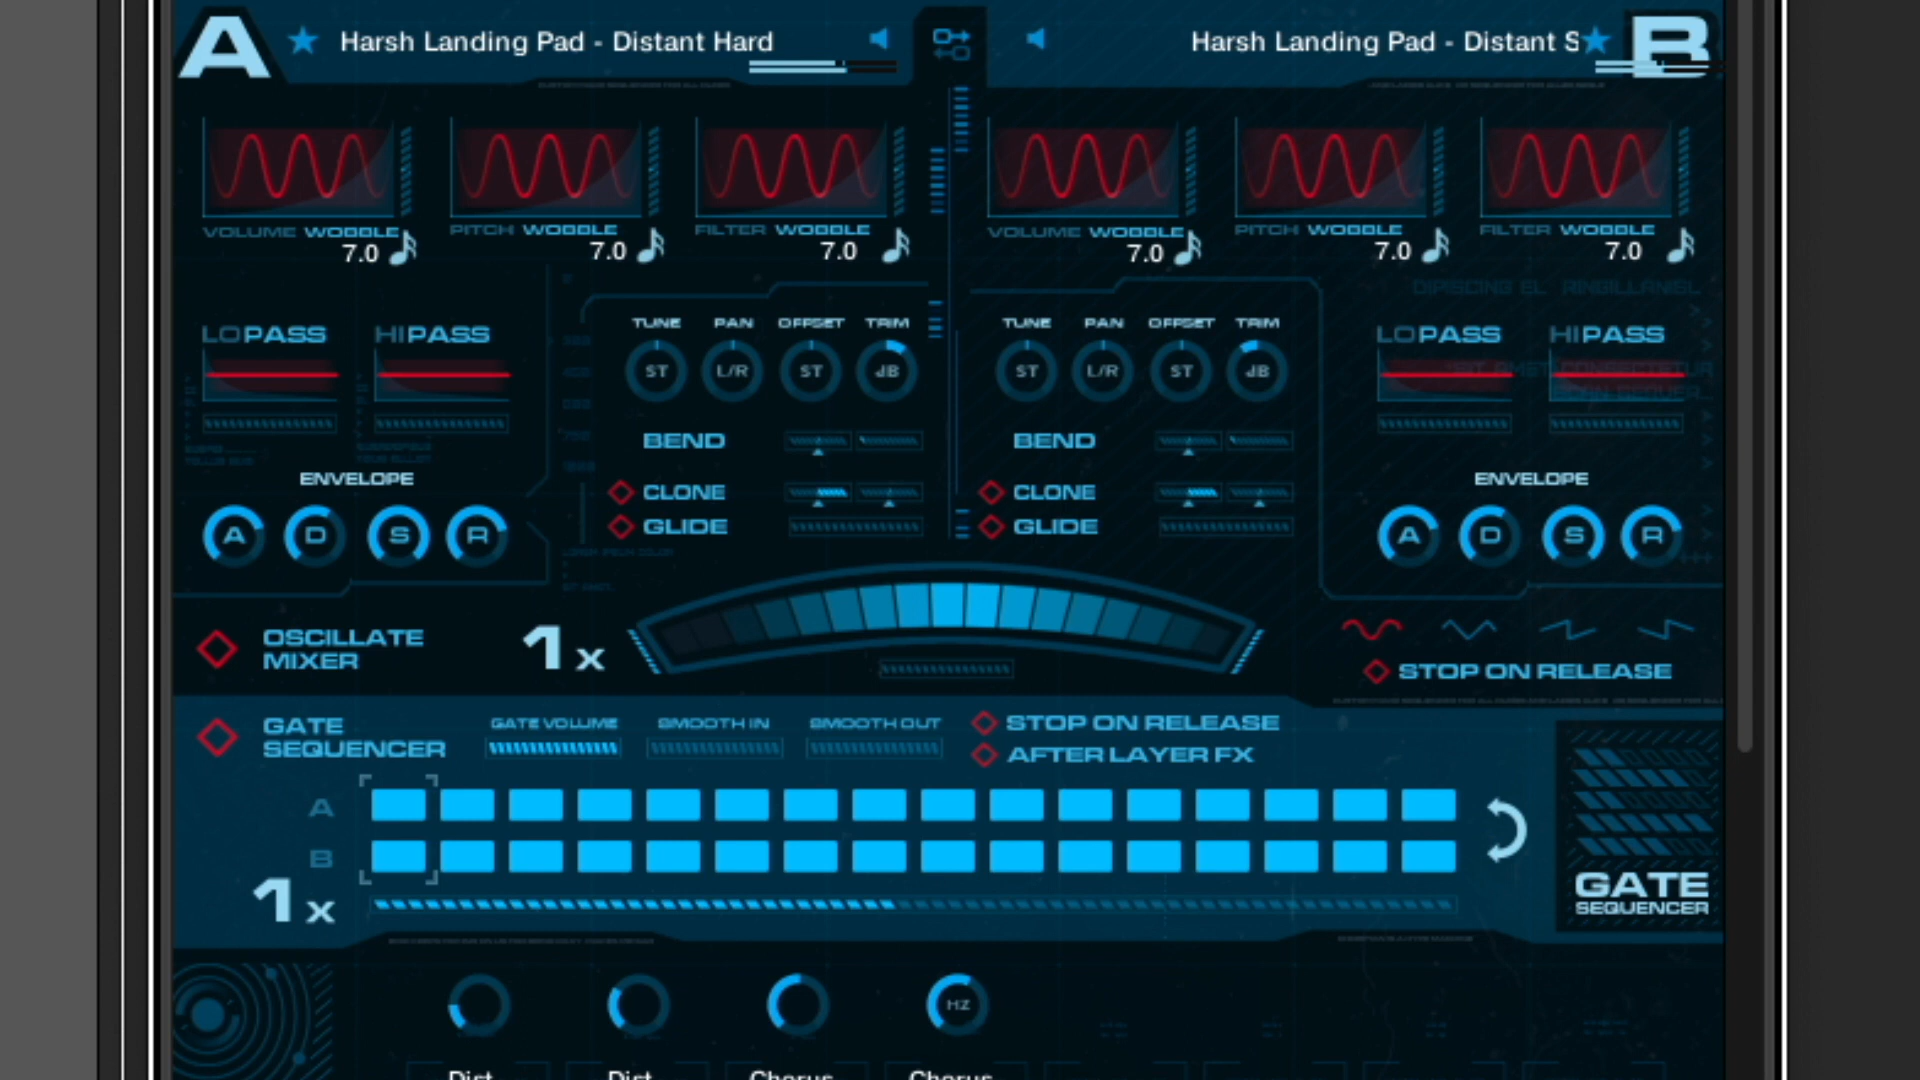 A
Harsh Landing Pad - Distant Hard
Harsh Landing Pad - Distant S
B
VOLUME WOBBLE
7.0
PITCH WOBBLE
7.0
FILTER WOBBLE
7.0
VOLUME WOBBLE
7.0
PITCH WOBBLE
7.0
FILTER WOBBLE
7.0
LOPASS
HIPASS
ENVELOPE
A D S R
TUNE PAN OFFSET TRIM
ST L/R ST dB
BEND
CLONE
GLIDE
TUNE PAN OFFSET TRIM
ST L/R ST dB
BEND
CLONE
GLIDE
LOPASS
HIPASS
ENVELOPE
A D S R
OSCILLATE
MIXER
1x
STOP ON RELEASE
GATE
SEQUENCER
GATE VOLUME
SMOOTH IN
SMOOTH OUT
STOP ON RELEASE
AFTER LAYER FX
A
B
1x
GATE
SEQUENCER
HZ
Dist
Dist
Chorus
Chorus